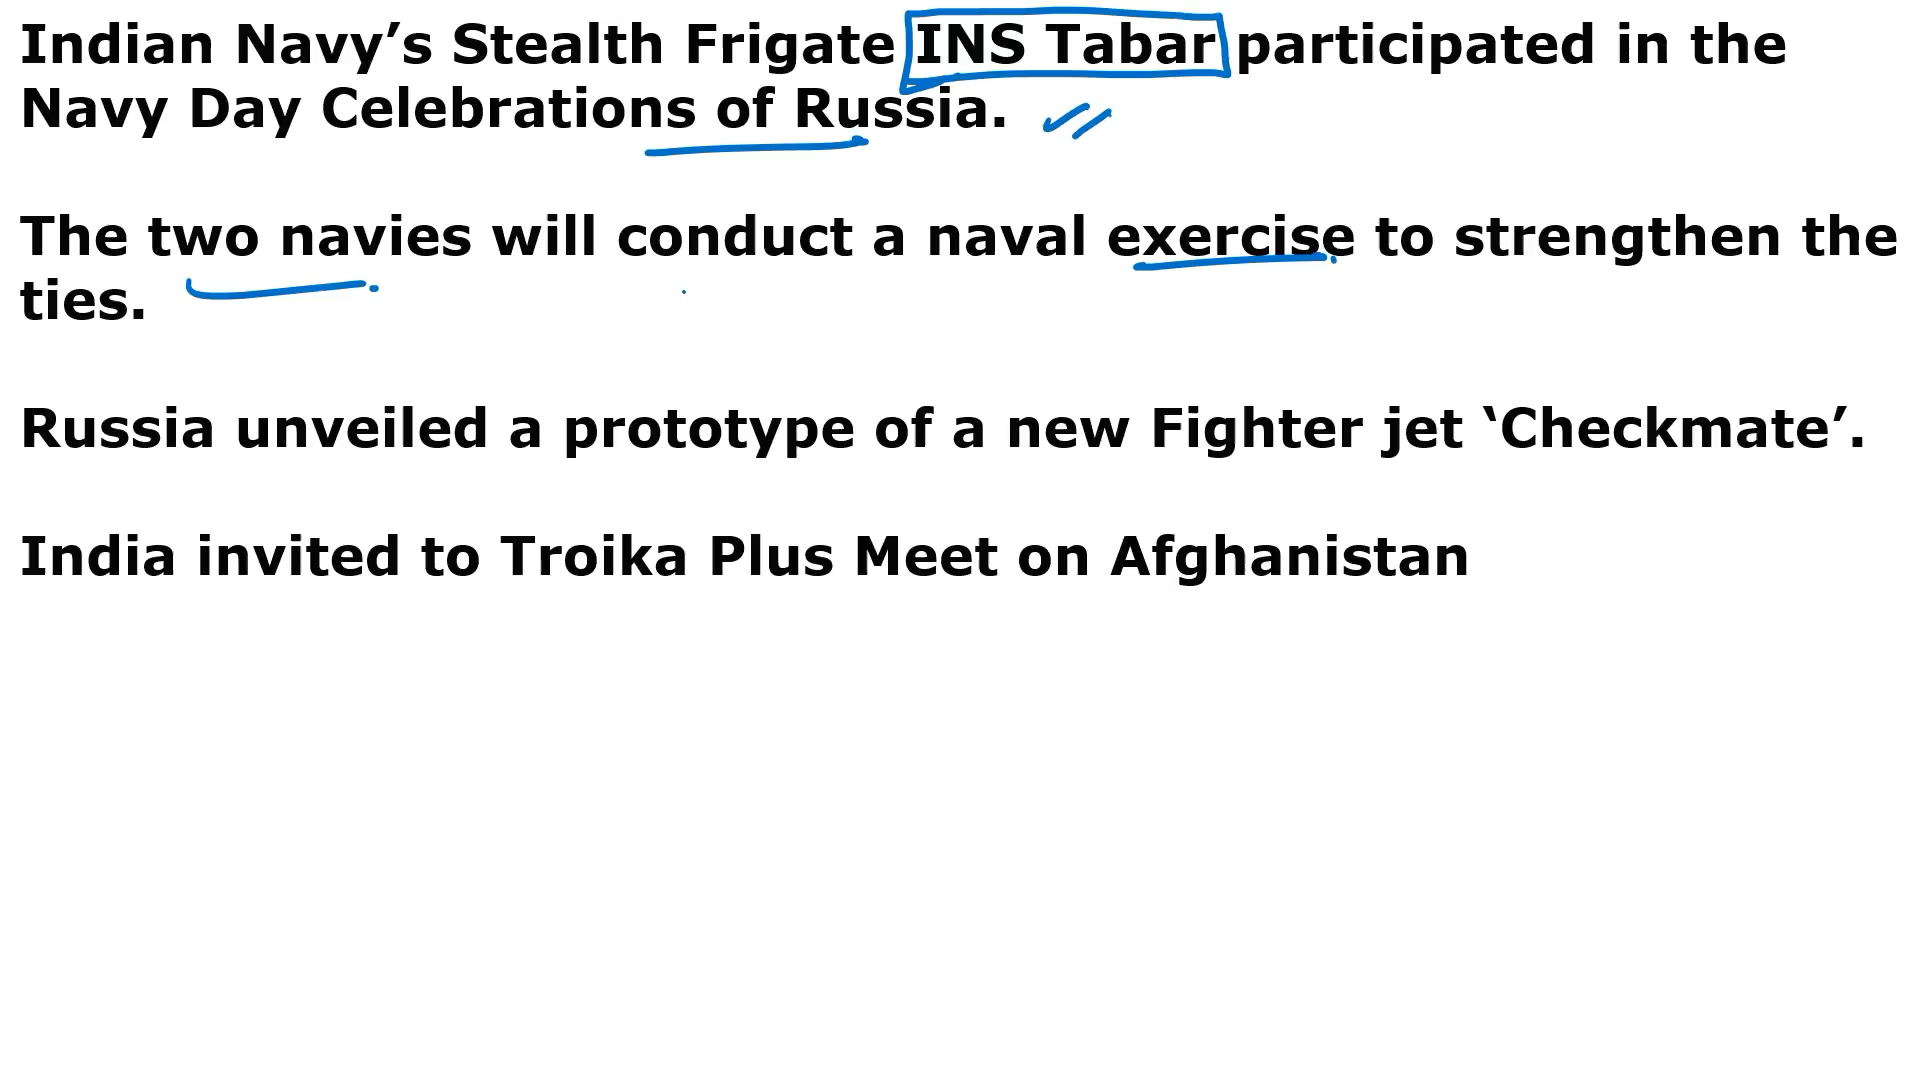 Indian Navy’s Stealth Frigate INS Tabar participated in the
Navy Day Celebrations of Russia.
The two navies will conduct a naval exercise to strengthen the
ties.
Russia unveiled a prototype of a new Fighter jet ‘Checkmate’.
India invited to Troika Plus Meet on Afghanistan